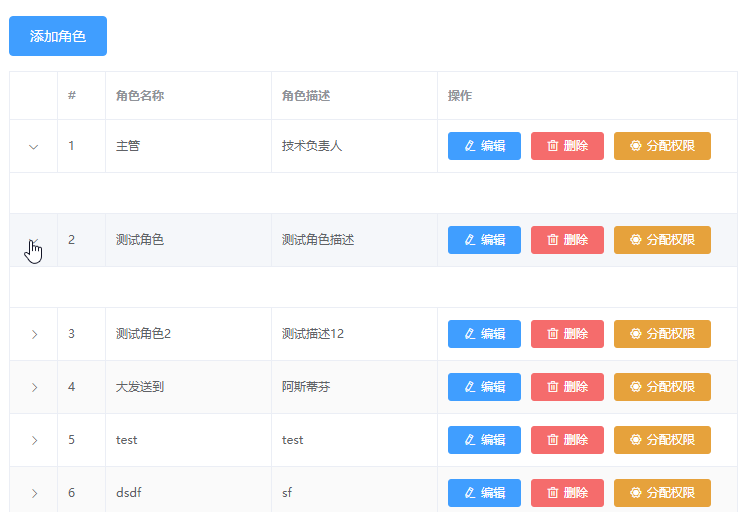 添加角色
# 角色名称 角色描述 操作
1 主管 技术负责人 编辑 删除 分配权限
2 测试角色 测试角色描述 编辑 删除 分配权限
3 测试角色2 测试描述12 编辑 删除 分配权限
4 大发送到 阿斯蒂芬 编辑 删除 分配权限
5 test test 编辑 删除 分配权限
6 dsdf sf 编辑 删除 分配权限